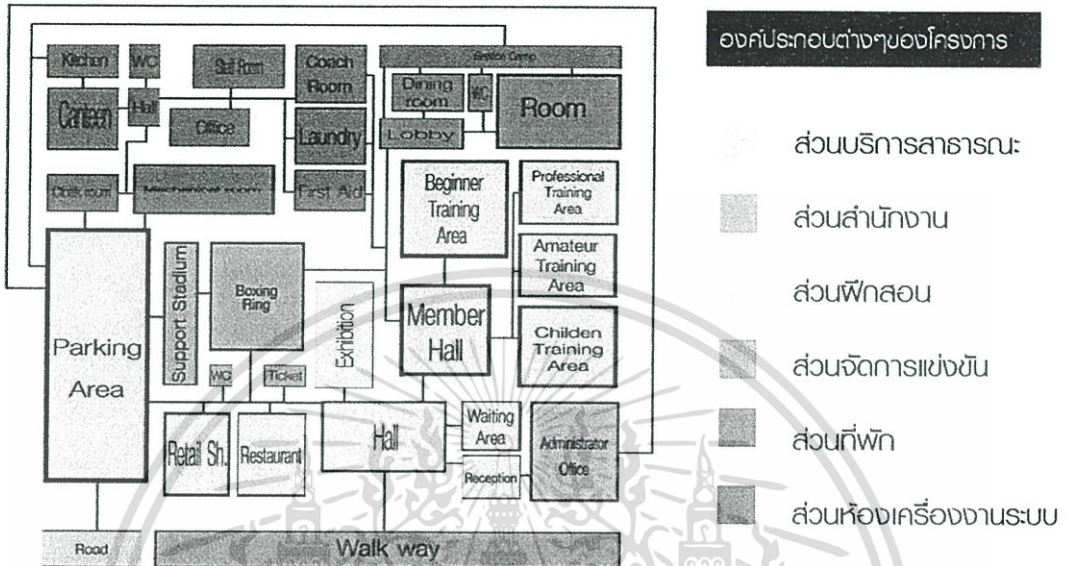 องค์ประกอบต่างๆของโครงการ
ส่วนบริการสาธารณะ
ส่วนสำนักงาน
ส่วนฝึกสอน
ส่วนจัดการแข่งขัน
ส่วนที่พัก
ส่วนห้องเครื่องงานระบบ
Kitchen
WC
Staff Room
Coach
Room
Canteen
Hall
Office
Laundry
Mechanical room
First Aid
Dining
room
WC
Room
Lobby
Beginner
Training
Area
Professional
Training
Area
Amateur
Training
Area
Childen
Training
Area
Member
Hall
Parking
Area
Support Stadium
Boxing
Ring
Exhibition
WC
Ticket
Retail Sh.
Restaurant
Hall
Waiting
Area
Reception
Administrator
Office
Road
Walk way